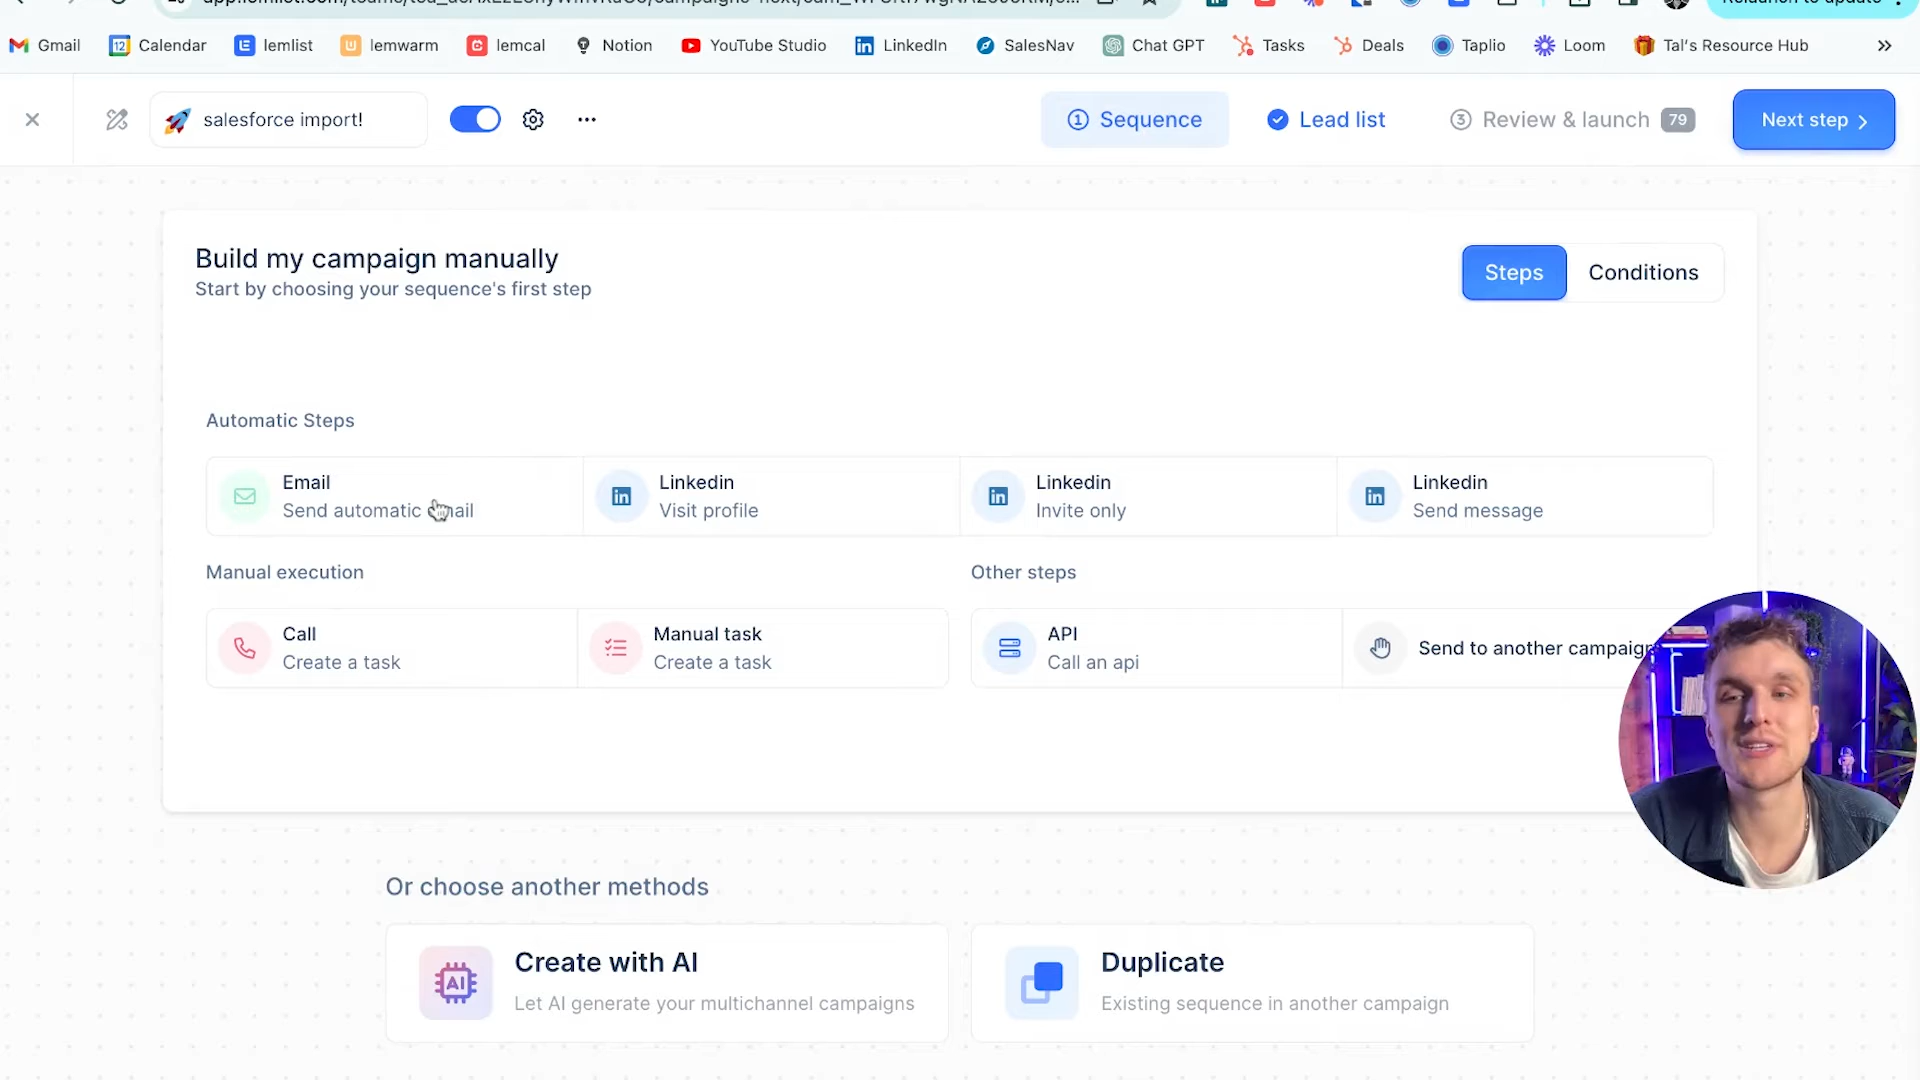 Gmail
12 Calendar
lemlist
lemwarm
lemcal
Notion
YouTube Studio
LinkedIn
SalesNav
Chat GPT
Tasks
Deals
Taplio
Loom
Tal's Resource Hub
salesforce import!
1 Sequence
Lead list
3 Review & launch 79
Next step
Build my campaign manually
Start by choosing your sequence's first step
Steps
Conditions
Automatic Steps
Email
Send automatic email
Linkedin
Visit profile
Linkedin
Invite only
Linkedin
Send message
Manual execution
Other steps
Call
Create a task
Manual task
Create a task
API
Call an api
Send to another campaign
Or choose another methods
AI
Create with AI
Let AI generate your multichannel campaigns
Duplicate
Existing sequence in another campaign